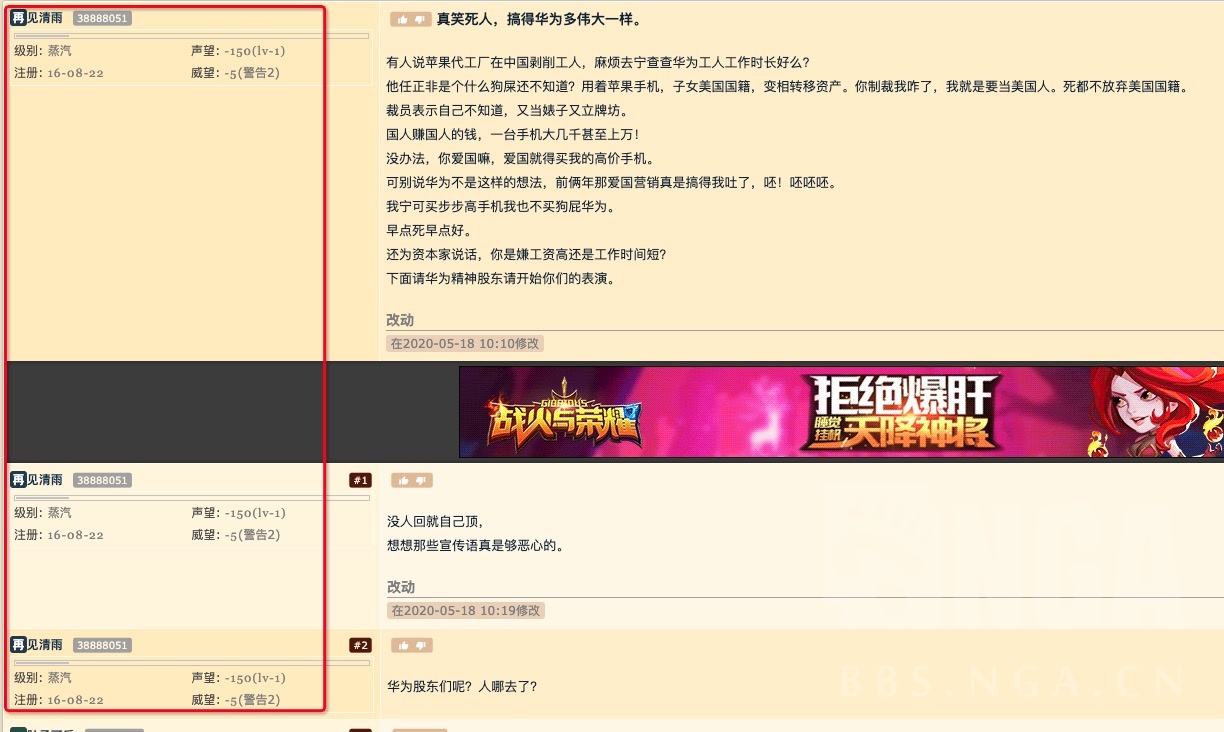 再见清雨 38888051
级别: 蒸汽 声望: -150(lv-1)
注册: 16-08-22 威望: -5(警告2)
真笑死人，搞得华为多伟大一样。
有人说苹果代工厂在中国剥削工人，麻烦去宁查查华为工人工作时长好么？
他任正非是个什么狗屎还不知道？用着苹果手机，子女美国国籍，变相转移资产。你制裁我咋了，我就是要当美国人。死都不放弃美国国籍。
裁员表示自己不知道，又当婊子又立牌坊。
国人赚国人的钱，一台手机大几千甚至上万！
没办法，你爱国嘛，爱国就得买我的高价手机。
可别说华为不是这样的想法，前俩年那爱国营销真是搞得我吐了，呸！呸呸呸。
我宁可买步步高手机我也不买狗屁华为。
早点死早点好。
还为资本家说话，你是嫌工资高还是工作时间短？
下面请华为精神股东请开始你们的表演。
改动
在2020-05-18 10:10修改
GLORIOUS
战火与荣耀
拒绝爆肝
睡觉挂机 天降神将
再见清雨 38888051 #1
级别: 蒸汽 声望: -150(lv-1)
注册: 16-08-22 威望: -5(警告2)
没人回就自己顶，
想想那些宣传语真是够恶心的。
改动
在2020-05-18 10:19修改
再见清雨 38888051 #2
级别: 蒸汽 声望: -150(lv-1)
注册: 16-08-22 威望: -5(警告2)
华为股东们呢？人哪去了？
BBS.NGA.CN